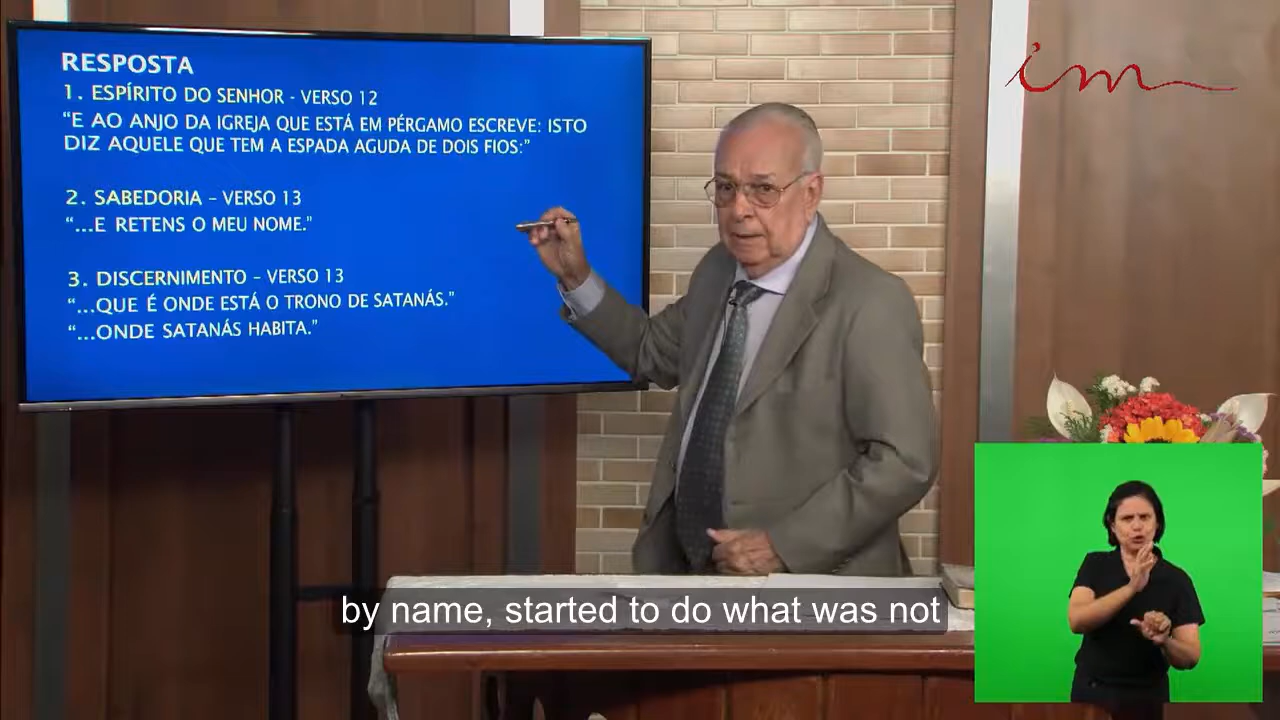 RESPOSTA
1. ESPÍRITO DO SENHOR - VERSO 12
“E AO ANJO DA IGREJA QUE ESTÁ EM PÉRGAMO ESCREVE: ISTO
DIZ AQUELE QUE TEM A ESPADA AGUDA DE DOIS FIOS:”
2. SABEDORIA – VERSO 13
“...E RETENS O MEU NOME.”
3. DISCERNIMENTO – VERSO 13
“...QUE É ONDE ESTÁ O TRONO DE SATANÁS.”
“...ONDE SATANÁS HABITA.”
im
by name, started to do what was not